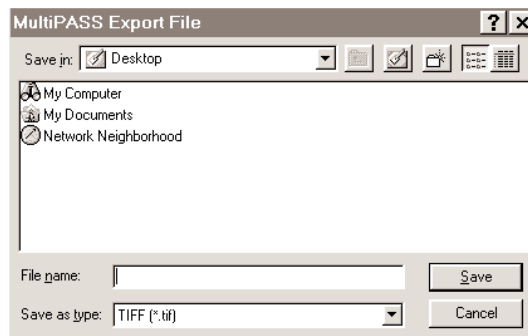 MultiPASS Export File
Save in: Desktop
My Computer
My Documents
Network Neighborhood
File name: Save
Save as type: TIFF (*.tif) Cancel